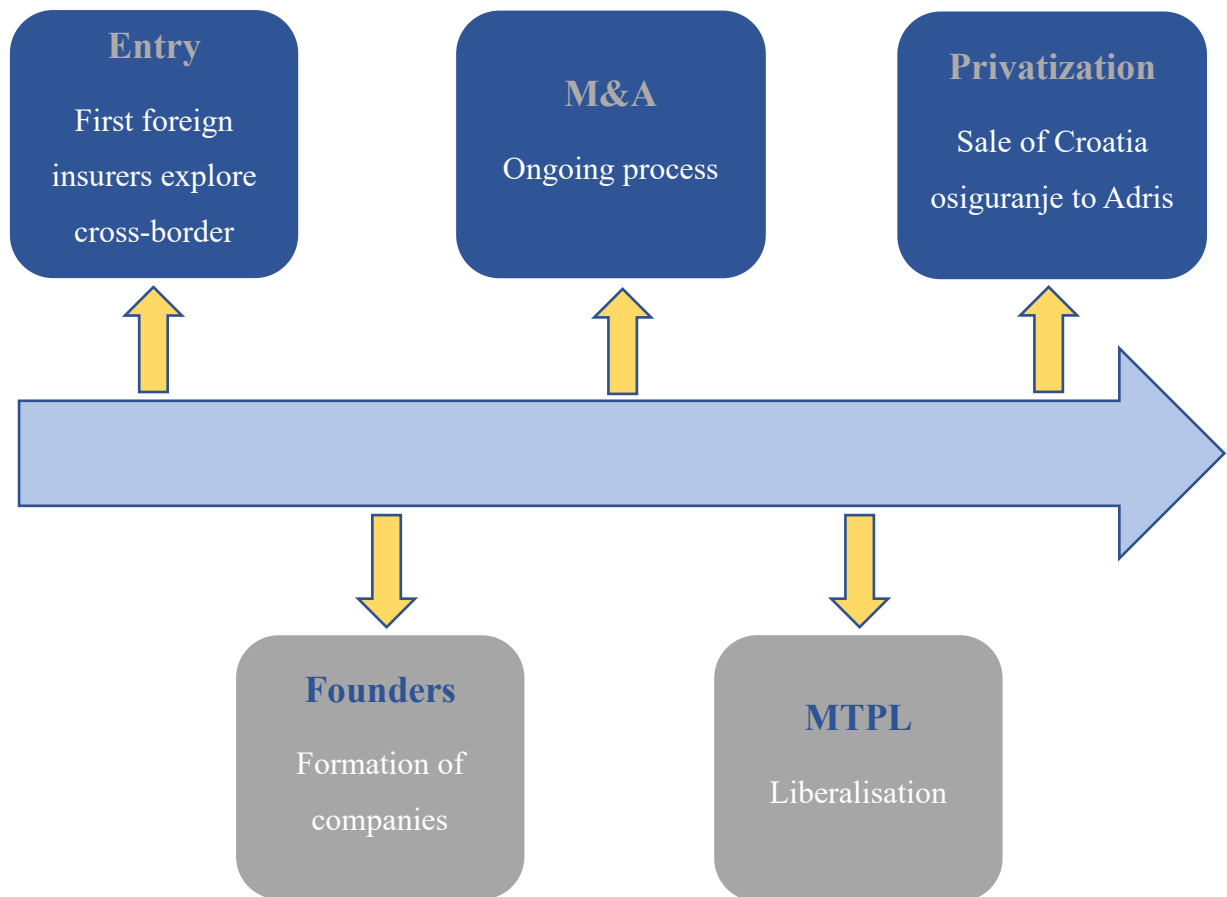 Entry
First foreign
insurers explore
cross-border
M&A
Ongoing process
Privatization
Sale of Croatia
osiguranje to Adris
Founders
Formation of
companies
MTPL
Liberalisation